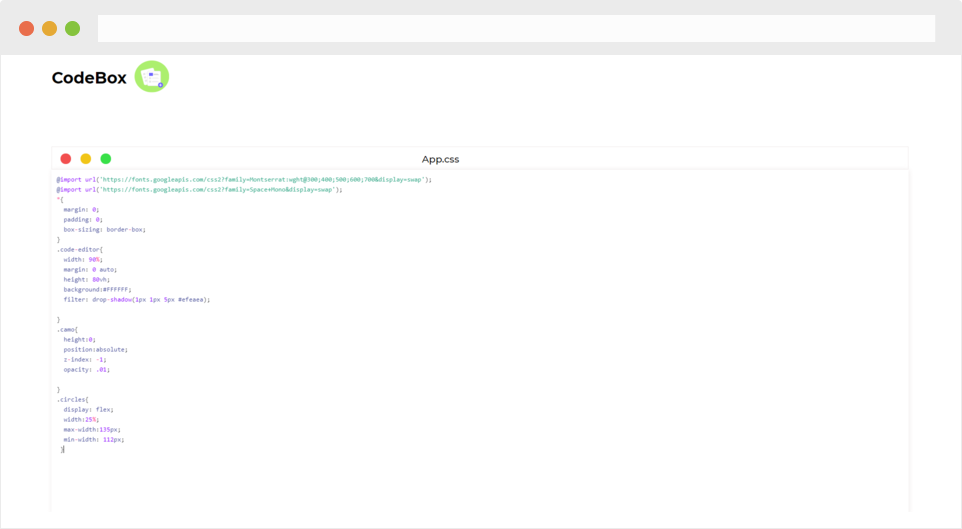 CodeBox
App.css
@import url('https://fonts.googleapis.com/css2?family=Montserrat:wght@300;400;500;600;700&display=swap');
@import url('https://fonts.googleapis.com/css2?family=Space+Mono&display=swap');
*{
margin: 0;
padding: 0;
box-sizing: border-box;
}
.code-editor{
width: 90%;
margin: 0 auto;
height: 80vh;
background:#FFFFFF;
filter: drop-shadow(1px 1px 5px #efeaea);
}
.camo{
height:0;
position:absolute;
z-index: -1;
opacity: .01;
}
.circles{
display: flex;
width:25%;
max-width:135px;
min-width: 112px;
}